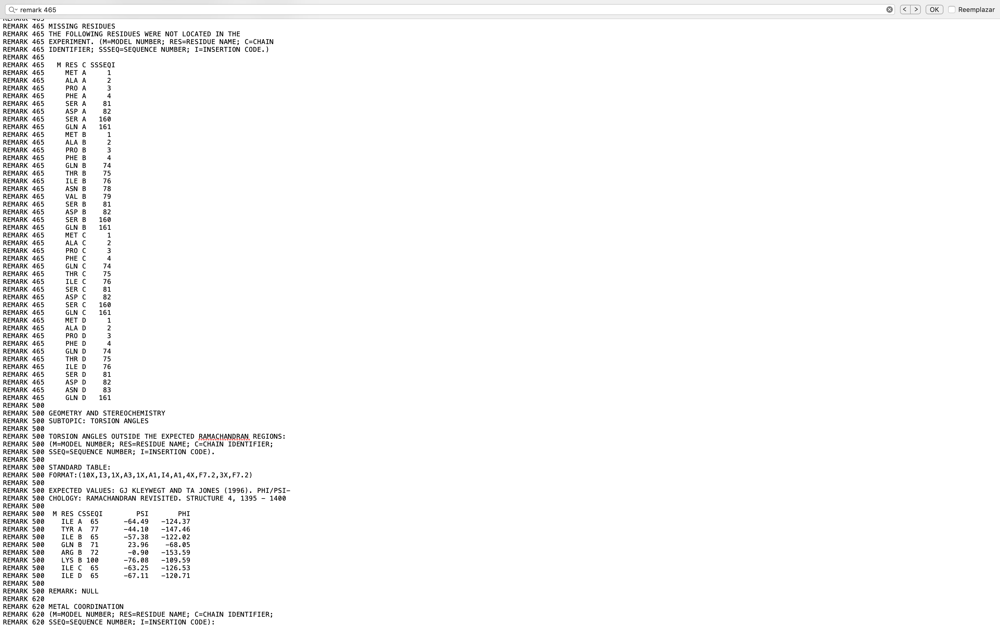 remark 465
< > OK Reemplazar
REMARK 465
REMARK 465 MISSING RESIDUES
REMARK 465 THE FOLLOWING RESIDUES WERE NOT LOCATED IN THE
REMARK 465 EXPERIMENT. (M=MODEL NUMBER; RES=RESIDUE NAME; C=CHAIN
REMARK 465 IDENTIFIER; SSSEQ=SEQUENCE NUMBER; I=INSERTION CODE.)
REMARK 465
REMARK 465   M RES C SSSEQI
REMARK 465     MET A     1
REMARK 465     ALA A     2
REMARK 465     PRO A     3
REMARK 465     PHE A     4
REMARK 465     SER A    81
REMARK 465     ASP A    82
REMARK 465     SER A   160
REMARK 465     GLN A   161
REMARK 465     MET B     1
REMARK 465     ALA B     2
REMARK 465     PRO B     3
REMARK 465     PHE B     4
REMARK 465     GLN B    74
REMARK 465     THR B    75
REMARK 465     ILE B    76
REMARK 465     ASN B    78
REMARK 465     VAL B    79
REMARK 465     SER B    81
REMARK 465     ASP B    82
REMARK 465     SER B   160
REMARK 465     GLN B   161
REMARK 465     MET C     1
REMARK 465     ALA C     2
REMARK 465     PRO C     3
REMARK 465     PHE C     4
REMARK 465     GLN C    74
REMARK 465     THR C    75
REMARK 465     ILE C    76
REMARK 465     SER C    81
REMARK 465     ASP C    82
REMARK 465     SER C   160
REMARK 465     GLN C   161
REMARK 465     MET D     1
REMARK 465     ALA D     2
REMARK 465     PRO D     3
REMARK 465     PHE D     4
REMARK 465     GLN D    74
REMARK 465     THR D    75
REMARK 465     ILE D    76
REMARK 465     SER D    81
REMARK 465     ASP D    82
REMARK 465     ASN D    83
REMARK 465     GLN D   161
REMARK 500
REMARK 500 GEOMETRY AND STEREOCHEMISTRY
REMARK 500 SUBTOPIC: TORSION ANGLES
REMARK 500
REMARK 500 TORSION ANGLES OUTSIDE THE EXPECTED RAMACHANDRAN REGIONS:
REMARK 500 (M=MODEL NUMBER; RES=RESIDUE NAME; C=CHAIN IDENTIFIER;
REMARK 500 SSEQ=SEQUENCE NUMBER; I=INSERTION CODE).
REMARK 500
REMARK 500 STANDARD TABLE:
REMARK 500 FORMAT:(10X,I3,1X,A3,1X,A1,I4,A1,4X,F7.2,3X,F7.2)
REMARK 500
REMARK 500 EXPECTED VALUES: GJ KLEYWEGT AND TA JONES (1996). PHI/PSI-
REMARK 500 CHOLOGY: RAMACHANDRAN REVISITED. STRUCTURE 4, 1395 - 1400
REMARK 500
REMARK 500  M RES CSSEQI        PSI       PHI
REMARK 500    ILE A  65      -64.49   -124.37
REMARK 500    TYR A  77      -44.10   -147.46
REMARK 500    ILE B  65      -57.38   -122.02
REMARK 500    GLN B  71       23.96    -68.05
REMARK 500    ARG B  72       -0.90   -153.59
REMARK 500    LYS B 100      -76.08   -109.59
REMARK 500    ILE C  65      -63.25   -126.53
REMARK 500    ILE D  65      -67.11   -120.71
REMARK 500
REMARK 500 REMARK: NULL
REMARK 620
REMARK 620 METAL COORDINATION
REMARK 620 (M=MODEL NUMBER; RES=RESIDUE NAME; C=CHAIN IDENTIFIER;
REMARK 620 SSEQ=SEQUENCE NUMBER; I=INSERTION CODE):